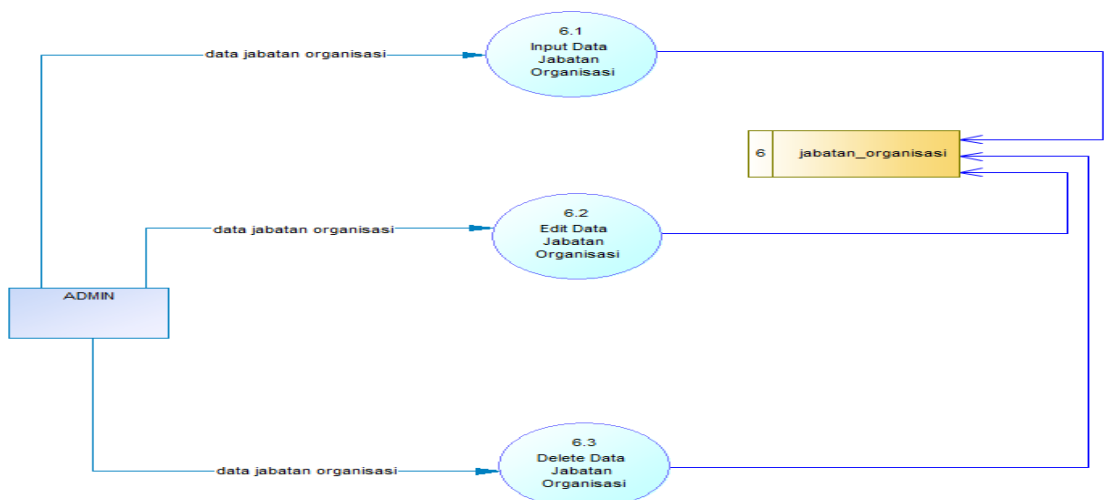 6.1
Input Data
Jabatan
Organisasi
data jabatan organisasi
6
jabatan_organisasi
6.2
Edit Data
Jabatan
Organisasi
data jabatan organisasi
ADMIN
6.3
Delete Data
Jabatan
Organisasi
data jabatan organisasi